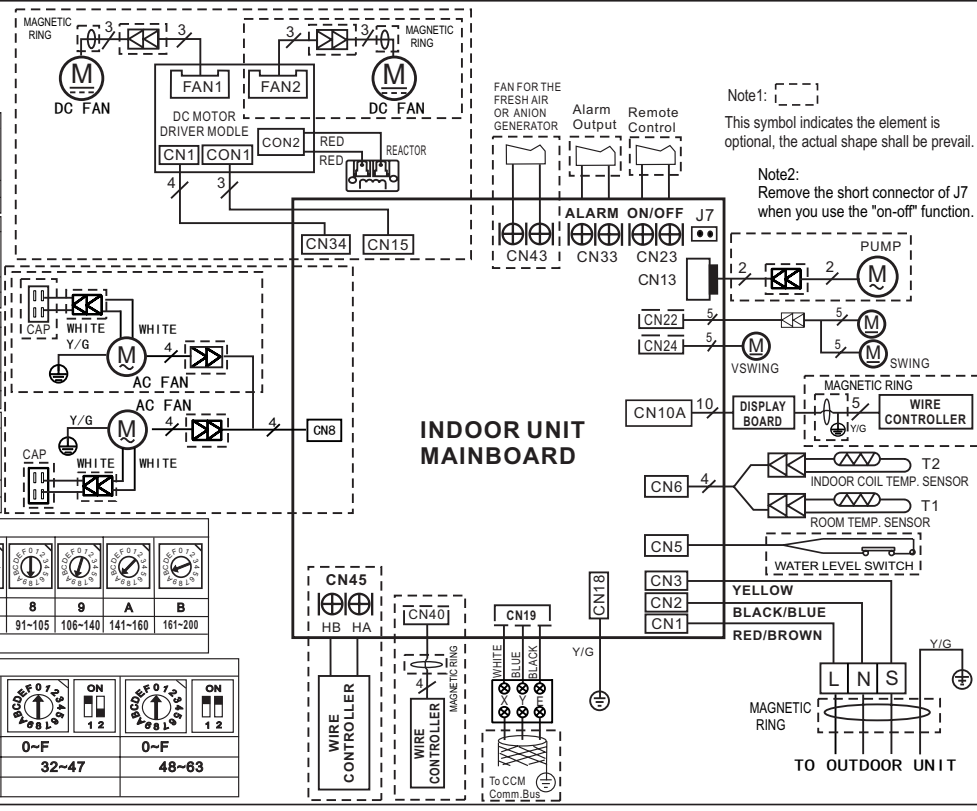 MAGNETIC
RING
3
3
3
3
MAGNETIC
RING
M
DC FAN
FAN1
FAN2
M
DC FAN
DC MOTOR
DRIVER MODLE
CN1
CON1
CON2
RED
RED
REACTOR
4
3
CN34
CN15
FAN FOR THE
FRESH AIR
OR ANION
GENERATOR
Alarm
Output
Remote
Control
Note1:
This symbol indicates the element is
optional, the actual shape shall be prevail.
Note2:
Remove the short connector of J7
when you use the "on-off" function.
ALARM
ON/OFF
J7
CN43
CN33
CN23
CN13
2
2
PUMP
M
CN22
5
5
M
CN24
5
M
VSWING
5
M
SWING
CAP
WHITE
WHITE
Y/G
M
4
AC FAN
AC FAN
Y/G
M
4
4
CN8
CAP
WHITE
WHITE
INDOOR UNIT
MAINBOARD
CN10A
10
DISPLAY
BOARD
MAGNETIC RING
5
Y/G
WIRE
CONTROLLER
CN6
4
T2
INDOOR COIL TEMP. SENSOR
T1
ROOM TEMP. SENSOR
CN5
WATER LEVEL SWITCH
CN3
YELLOW
CN2
BLACK/BLUE
CN1
RED/BROWN
CN18
Y/G
Y/G
L N S
MAGNETIC
RING
TO OUTDOOR UNIT
CN45
HB HA
WIRE
CONTROLLER
CN40
MAGNETIC RING
4
WIRE
CONTROLLER
CN19
WHITE
BLUE
BLACK
X Y E
To CCM
Comm.Bus
8 9 A B
91~105 106~140 141~160 161~200
ON
1 2
ON
1 2
0~F
0~F
32~47
48~63